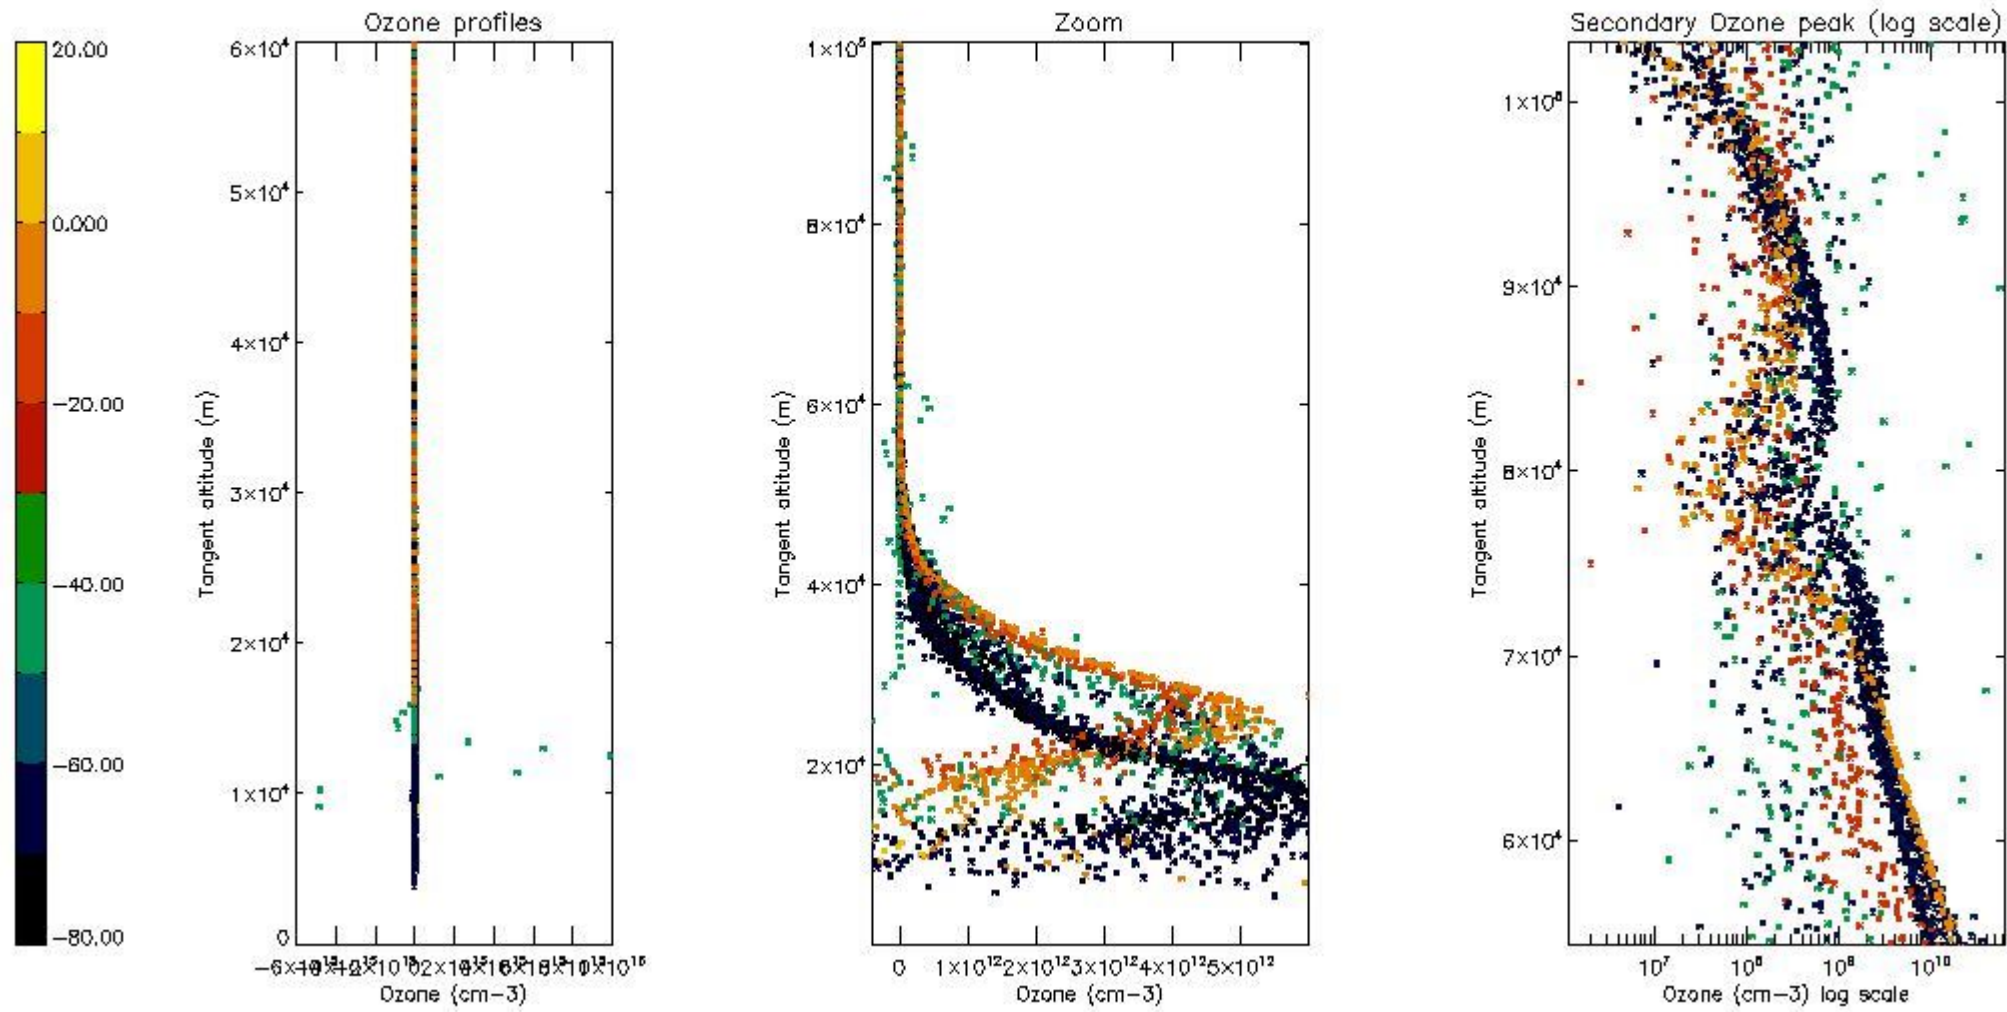 Ozone profiles
Zoom
Secondary Ozone peak (log scale)
20.00
0.000
−20.00
−40.00
−60.00
−80.00
6×10⁴
5×10⁴
4×10⁴
3×10⁴
2×10⁴
1×10⁴
0
Tangent altitude (m)
Ozone (cm−3)
1×10⁵
8×10⁴
6×10⁴
4×10⁴
2×10⁴
Tangent altitude (m)
0 1×10¹² 2×10¹² 3×10¹² 4×10¹² 5×10¹²
Ozone (cm−3)
1×10⁵
9×10⁴
8×10⁴
7×10⁴
6×10⁴
Tangent altitude (m)
10⁷ 10⁸ 10⁹ 10¹⁰
Ozone (cm−3) log scale